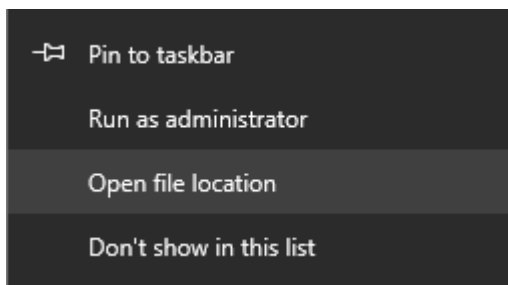 Pin to taskbar
Run as administrator
Open file location
Don't show in this list